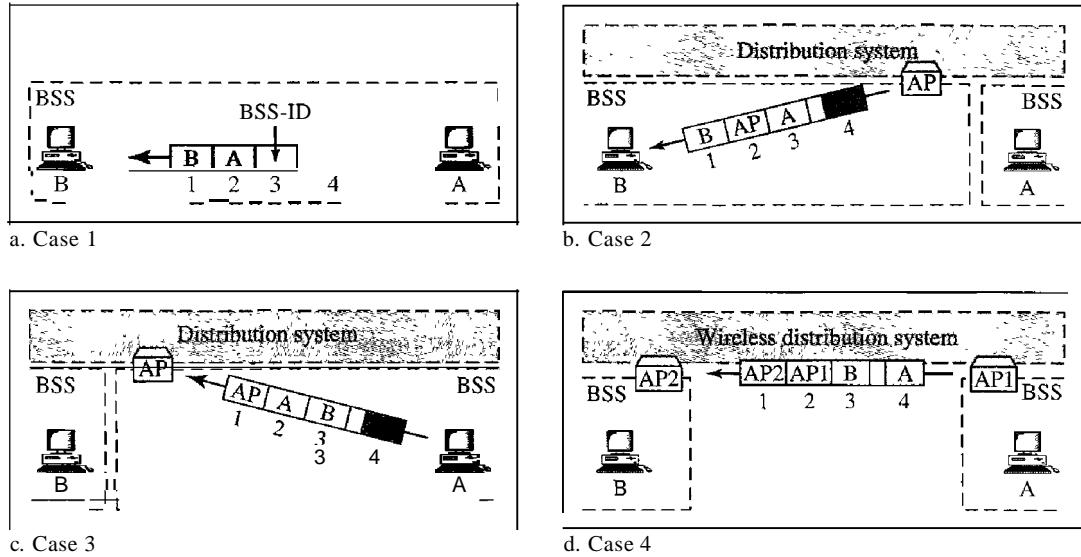 BSS
BSS-ID
B A
B 1 2 3 4 A
a. Case 1
Distribution system
AP
BSS BSS
B AP A
1 2 3 4
B A
b. Case 2
Distribution system
AP
BSS BSS
AP A B
1 2 3 4
3
B A
c. Case 3
Wireless distribution system
AP2 AP2 AP1 B A AP1
BSS BSS
1 2 3 4
B A
d. Case 4